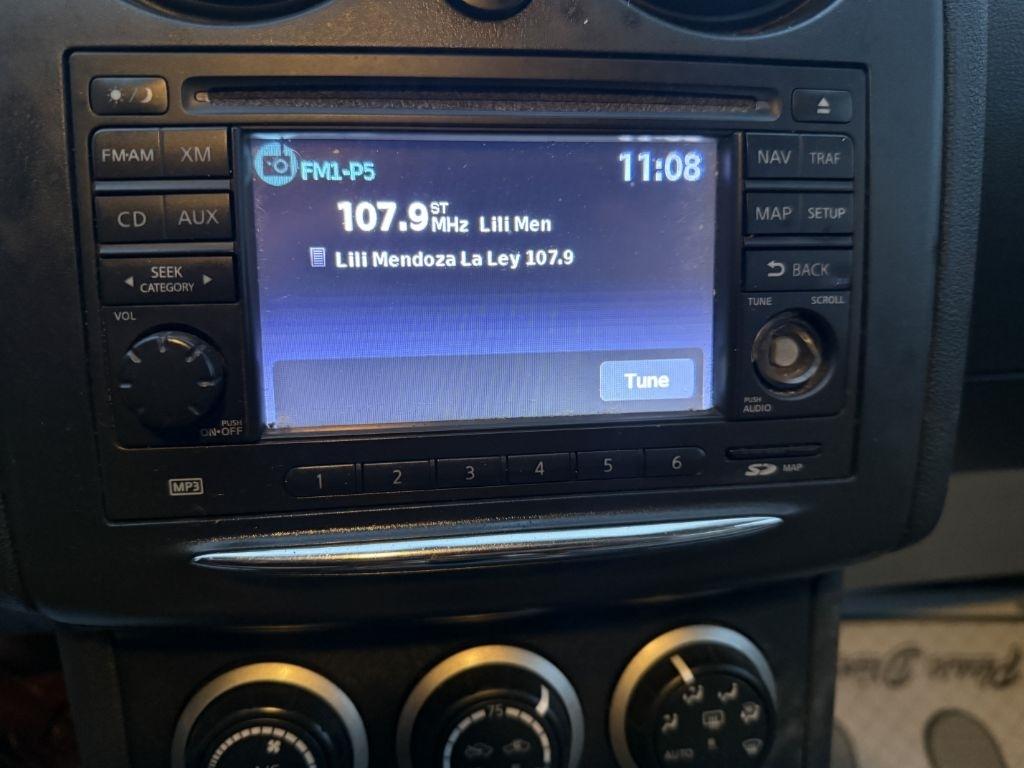 FM·AM
XM
CD
AUX
SEEK
CATEGORY
VOL
PUSH
ON•OFF
FM1-P5
11:08
107.9 ST MHz Lili Men
Lili Mendoza La Ley 107.9
Tune
NAV
TRAF
MAP
SETUP
BACK
TUNE
SCROLL
PUSH
AUDIO
MP3
1
2
3
4
5
6
SD MAP
75
AUTO
Please Drive